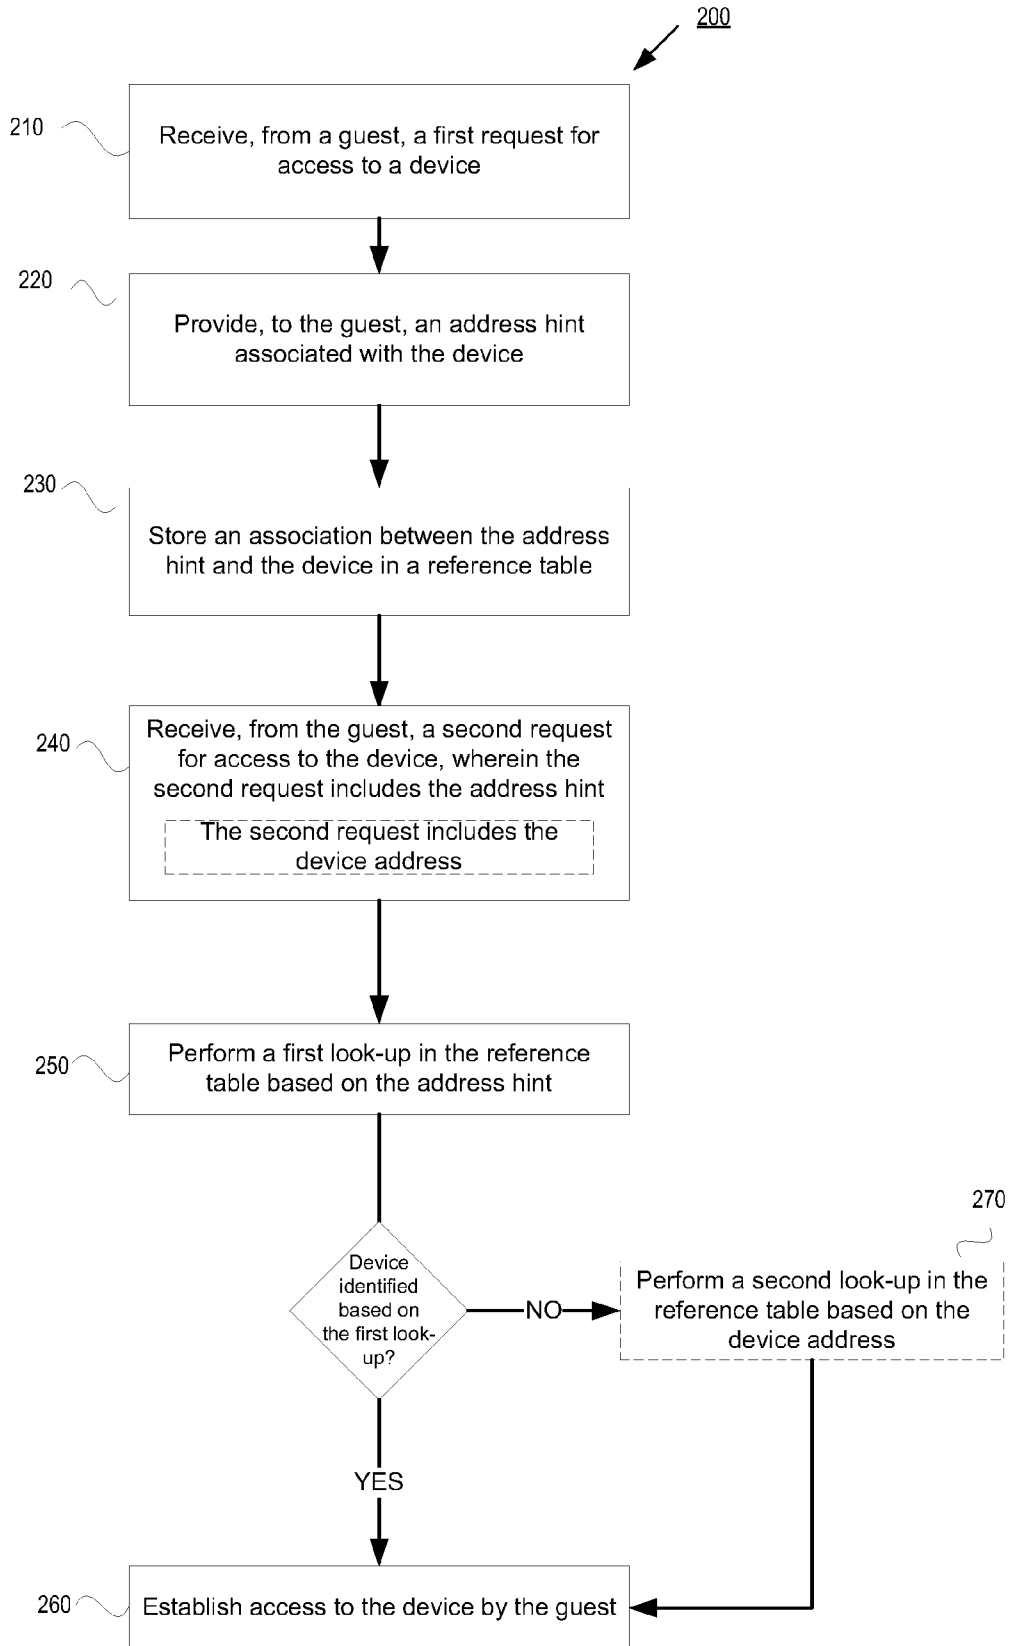 200
210
Receive, from a guest, a first request for
access to a device
220
Provide, to the guest, an address hint
associated with the device
230
Store an association between the address
hint and the device in a reference table
240
Receive, from the guest, a second request
for access to the device, wherein the
second request includes the address hint
The second request includes the
device address
250
Perform a first look-up in the reference
table based on the address hint
Device
identified
based on
the first look-
up?
NO
270
Perform a second look-up in the
reference table based on the
device address
YES
260
Establish access to the device by the guest